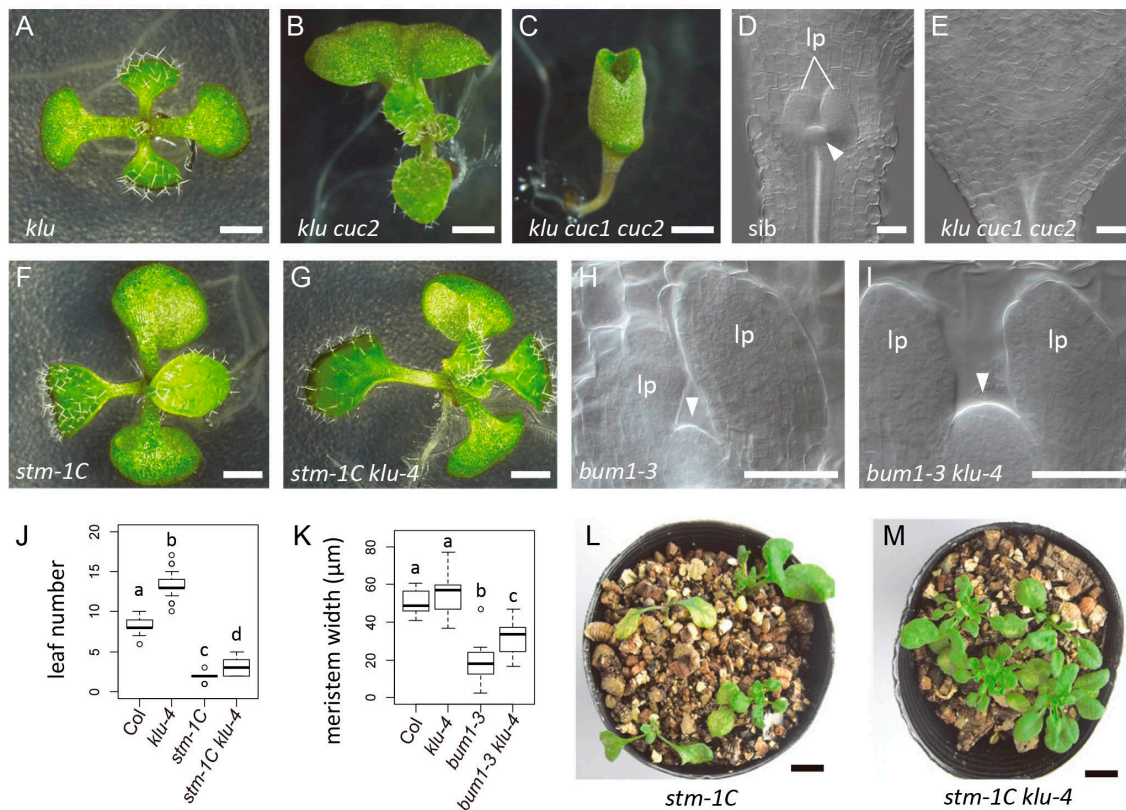 A
klu
B
klu cuc2
C
klu cuc1 cuc2
D
lp
sib
E
klu cuc1 cuc2
F
stm-1C
G
stm-1C klu-4
H
lp
lp
bum1-3
I
lp
lp
bum1-3 klu-4
J
leaf number
20
15
10
5
0
a
b
c
d
Col
klu-4
stm-1C
stm-1C klu-4
K
meristem width (µm)
80
60
40
20
0
a
a
b
c
Col
klu-4
bum1-3
bum1-3 klu-4
L
stm-1C
M
stm-1C klu-4